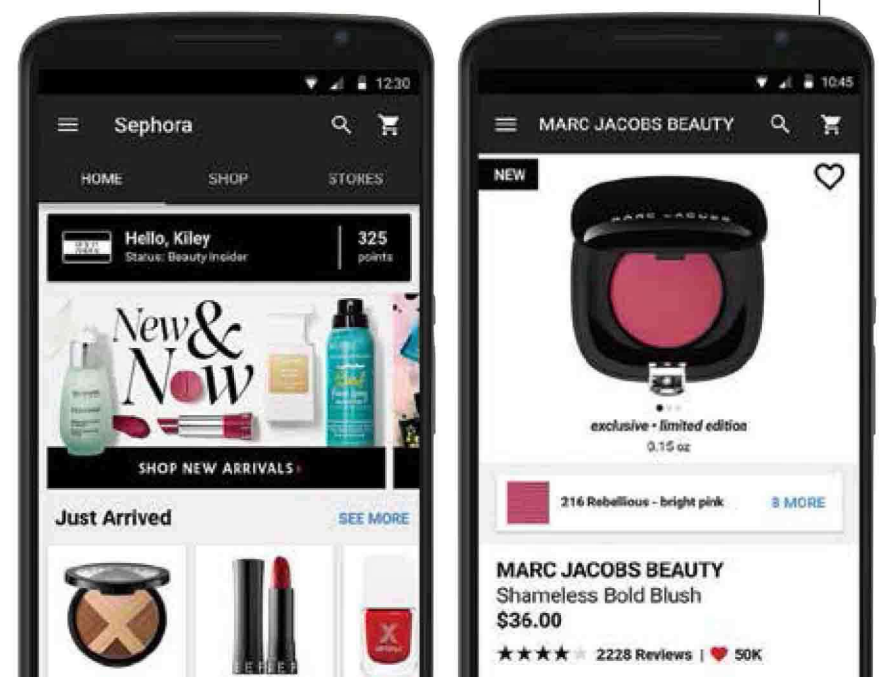 12:30
Sephora
HOME SHOP STORES
Hello, Kiley
Status: Beauty Insider
325
points
New &
Now
SHOP NEW ARRIVALS
Just Arrived
SEE MORE
10:45
MARC JACOBS BEAUTY
NEW
MARC JACOBS
exclusive • limited edition
0.15 oz
216 Rebellious - bright pink
8 MORE
MARC JACOBS BEAUTY
Shameless Bold Blush
$36.00
2228 Reviews | 50K